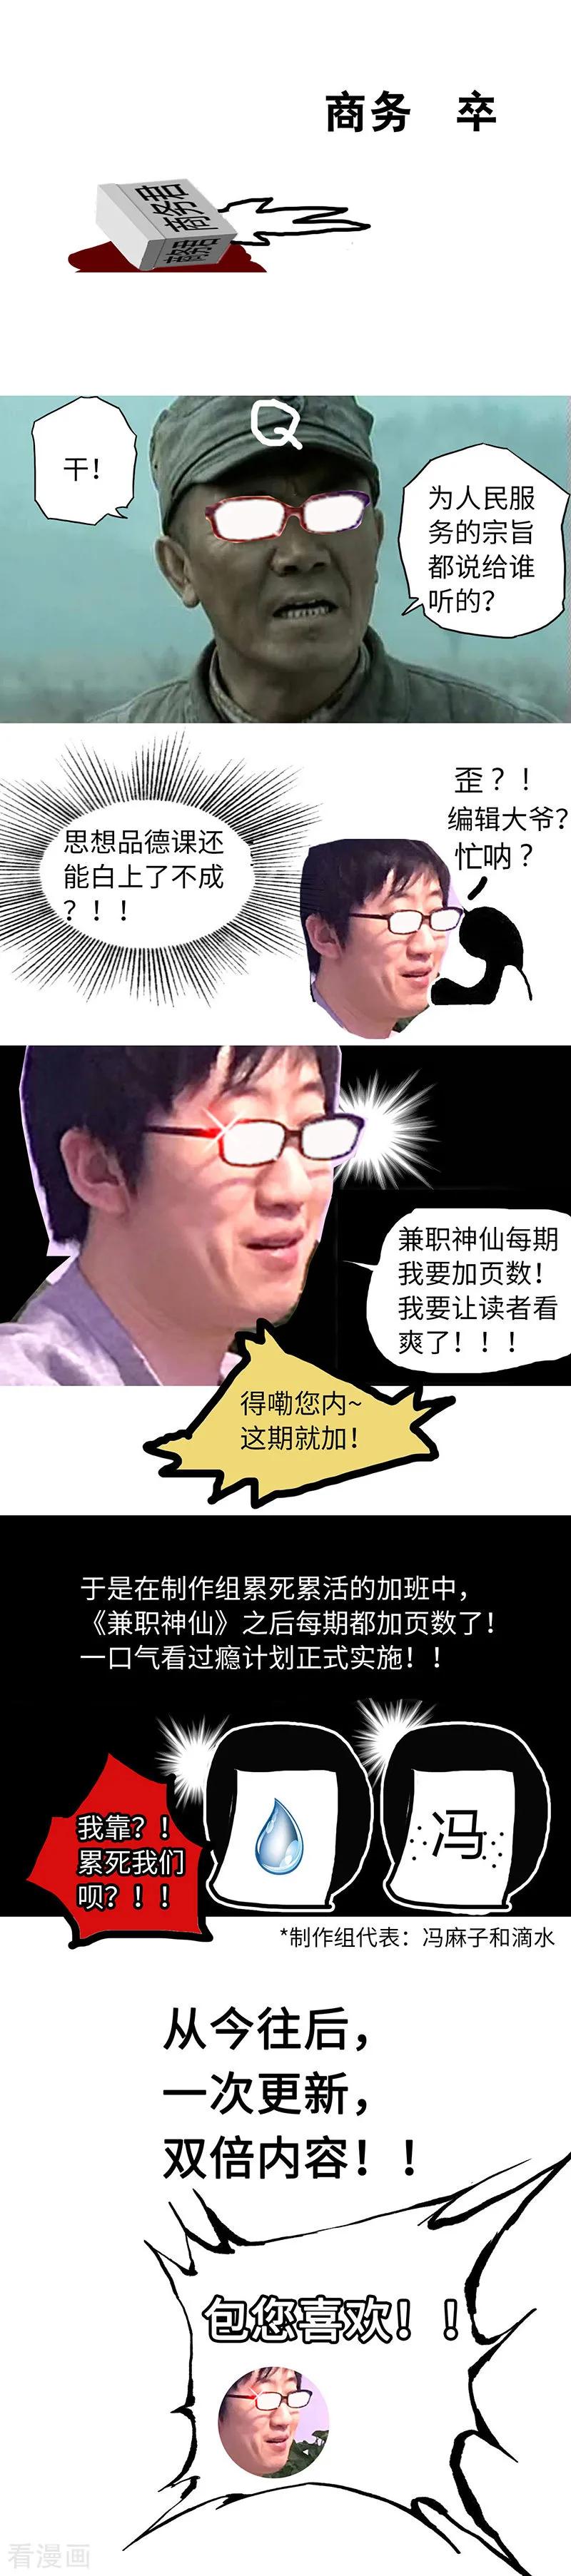 商务 卒
商务君
商务君
Q
干！
为人民服
务的宗旨
都说给谁
听的？
思想品德课还
能白上了不成
？！！！
歪？！
编辑大爷？
忙呐？
兼职神仙每期
我要加页数！
我要让读者看
爽了！！！
得嘞您内~
这期就加！
于是在制作组累死累活的加班中，
《兼职神仙》之后每期都加页数了！
一口气看过瘾计划正式实施！！
我靠？！
累死我们
呗？！！
冯
*制作组代表：冯麻子和滴水
从今往后，
一次更新，
双倍内容！！
包您喜欢！！
看漫画